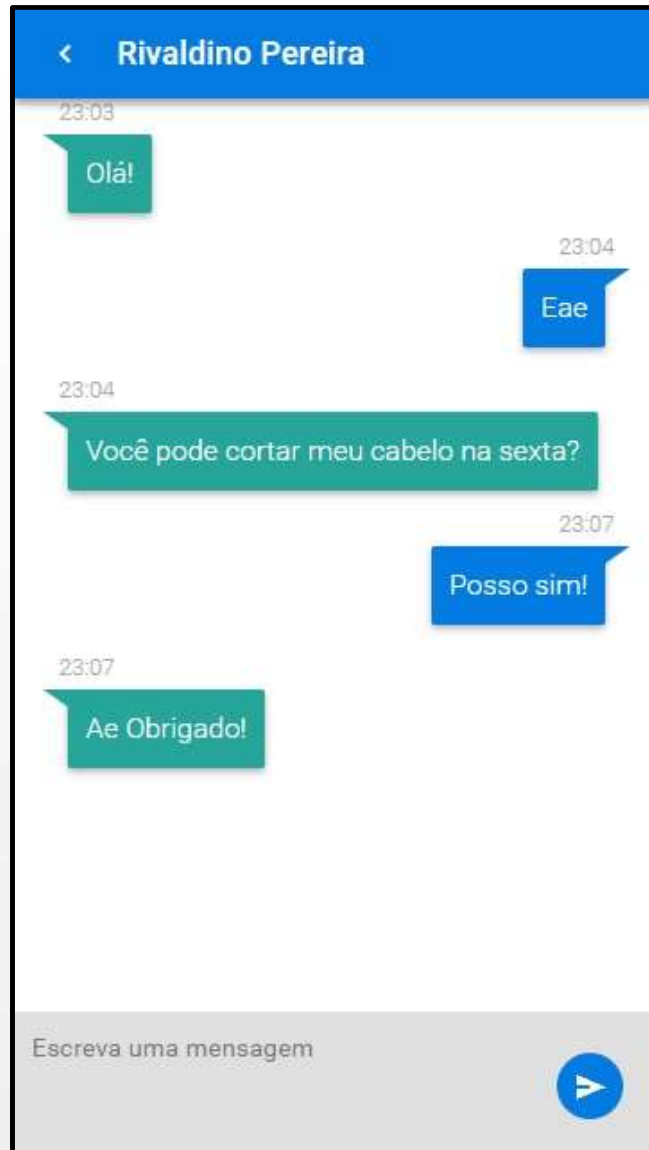 Rivaldino Pereira
23:03
Olá!
23:04
Eae
23:04
Você pode cortar meu cabelo na sexta?
23:07
Posso sim!
23:07
Ae Obrigado!
Escreva uma mensagem